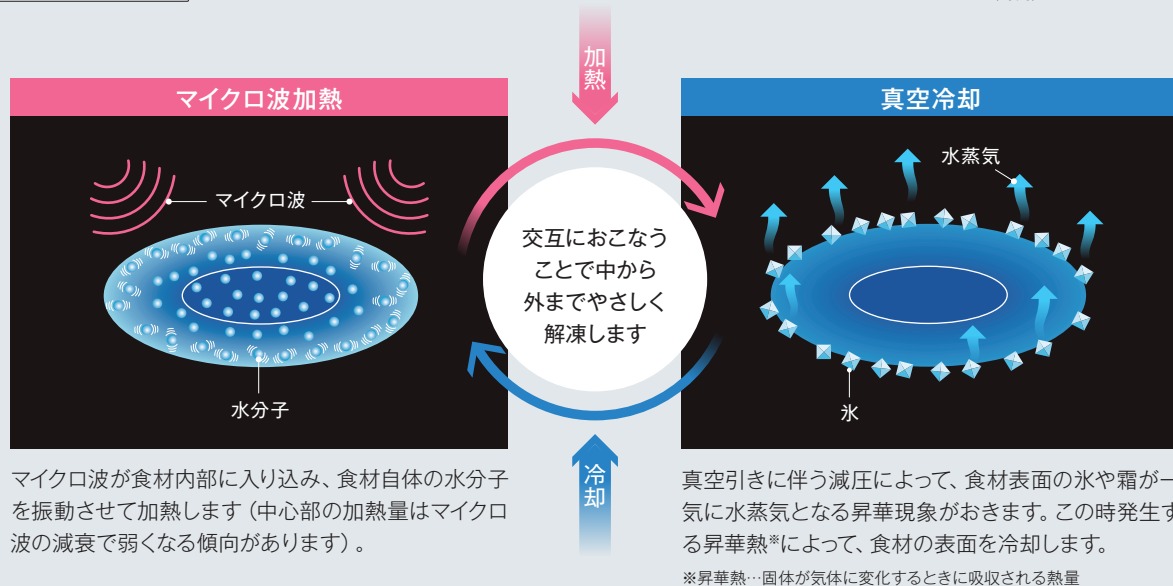 加熱
マイクロ波加熱
真空冷却
マイクロ波
水分子
交互におこなう
ことで中から
外までやさしく
解凍します
水蒸気
氷
冷却
マイクロ波が食材内部に入り込み、食材自体の水分子
を振動させて加熱します（中心部の加熱量はマイクロ
波の減衰で弱くなる傾向があります）。
真空引きに伴う減圧によって、食材表面の氷や霜が一
気に水蒸気となる昇華現象がおきます。この時発生す
る昇華熱※によって、食材の表面を冷却します。
※昇華熱…固体が気体に変化するときに吸収される熱量